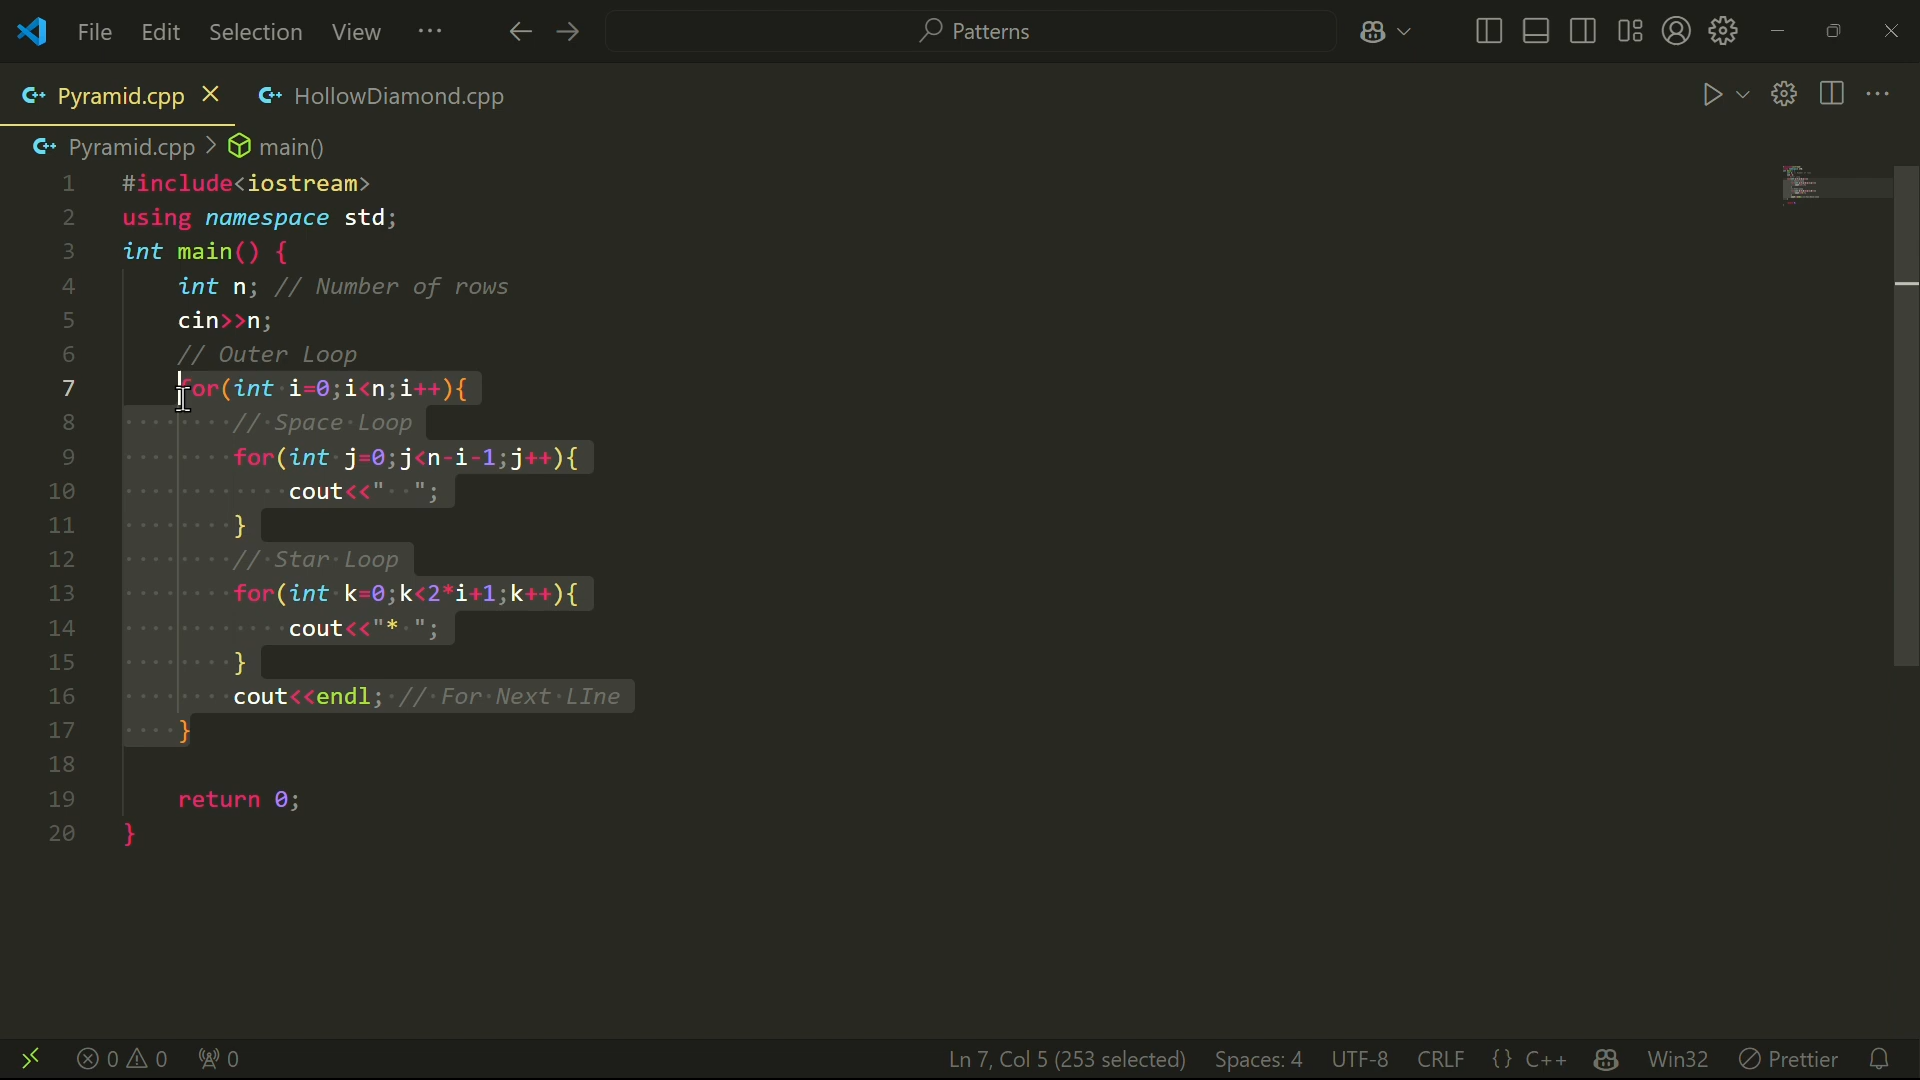 File Edit Selection View ··· Patterns
Pyramid.cpp HollowDiamond.cpp
Pyramid.cpp > main()
1 #include<iostream>
2 using namespace std;
3 int main() {
4     int n; // Number of rows
5     cin>>n;
6     // Outer Loop
7     for(int i=0;i<n;i++){
8         // Space Loop
9         for(int j=0;j<n-i-1;j++){
10             cout<<"  ";
11         }
12         // Star Loop
13         for(int k=0;k<2*i+1;k++){
14             cout<<"* ";
15         }
16         cout<<endl; // For Next LIne
17     }
18
19     return 0;
20 }
0 0 0 Ln 7, Col 5 (253 selected) Spaces: 4 UTF-8 CRLF {} C++ Win32 Prettier